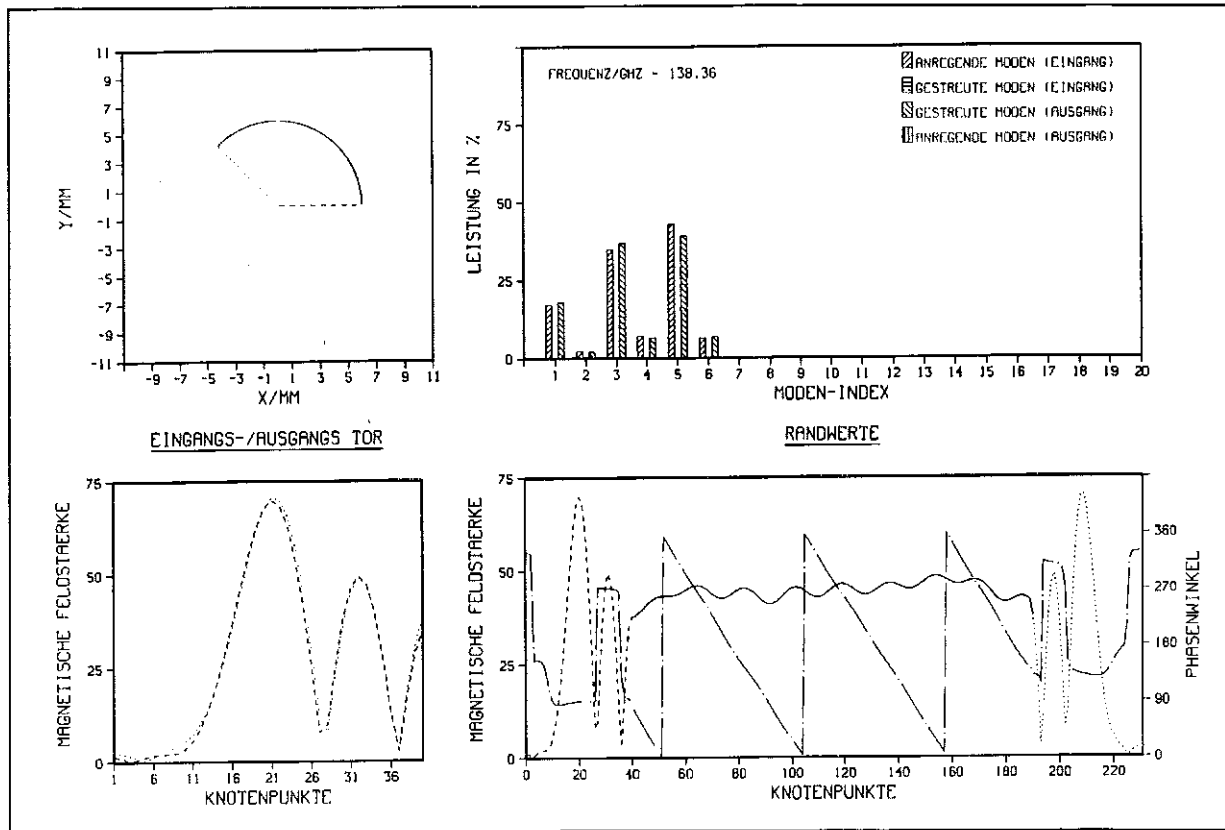 11
9
7
5
3
1
-1
-3
-5
-7
-9
-11
Y/MM
-9 -7 -5 -3 -1 1 3 5 7 9 11
X/MM
FREQUENZ/GHZ - 138.36
ANREGENDE MODEN (EINGANG)
GESTREUTE MODEN (EINGANG)
GESTREUTE MODEN (AUSGANG)
ANREGENDE MODEN (AUSGANG)
75
50
25
0
LEISTUNG IN %
1 2 3 4 5 6 7 8 9 10 11 12 13 14 15 16 17 18 19 20
MODEN-INDEX
EINGANGS-/AUSGANGS TOR
75
50
25
0
MAGNETISCHE FELDSTAERKE
1 6 11 16 21 26 31 36
KNOTENPUNKTE
RANDWERTE
75
50
25
0
MAGNETISCHE FELDSTAERKE
0 20 40 60 80 100 120 140 160 180 200 220
KNOTENPUNKTE
360
270
180
90
0
PHASENWINKEL